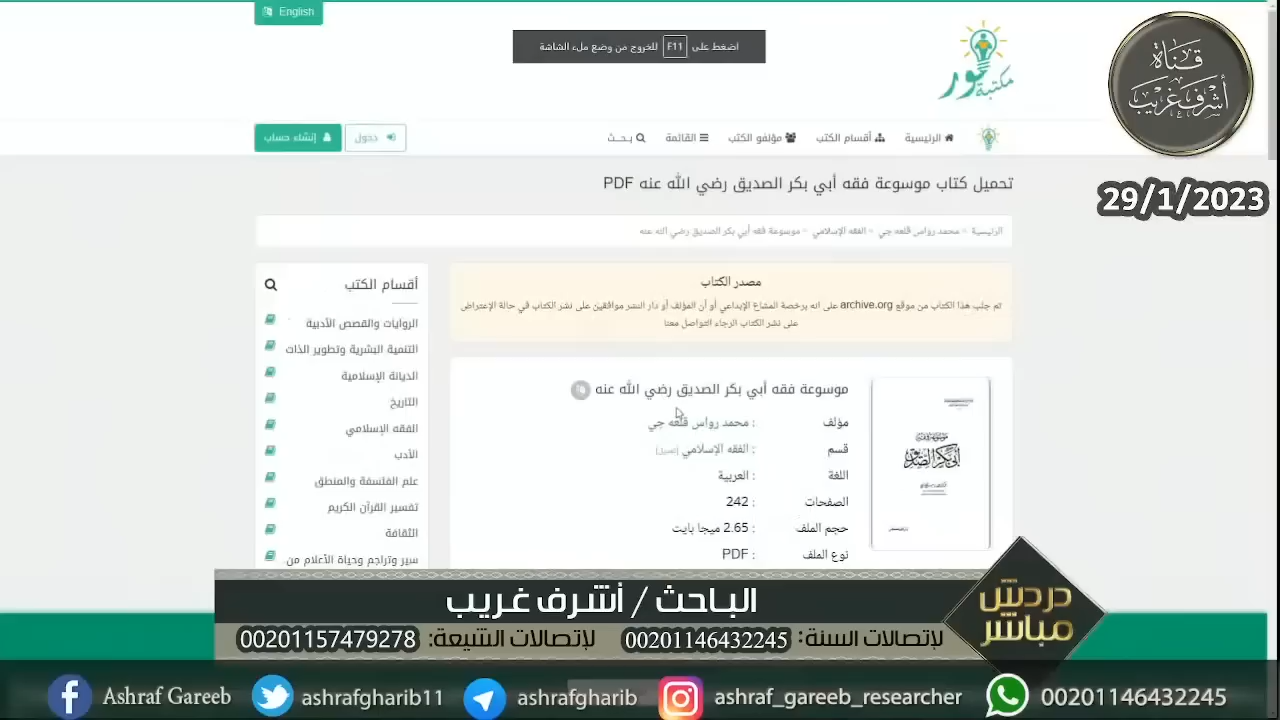 English
اضغط على F11 للخروج من وضع ملء الشاشة
مكتبة نور
قناة
أشرف غريب
29/1/2023
الرئيسية
أقسام الكتب
مؤلفو الكتب
القائمة
بـحـث
دخول
إنشاء حساب
تحميل كتاب موسوعة فقه أبي بكر الصديق رضي الله عنه PDF
الرئيسية » محمد رواس قلعه جي » الفقه الإسلامي » موسوعة فقه أبي بكر الصديق رضي الله عنه
مصدر الكتاب
تم جلب هذا الكتاب من موقع archive.org على انه برخصة المشاع الإبداعي أو أن المؤلف أو دار النشر موافقين على نشر الكتاب في حالة الإعتراض
على نشر الكتاب الرجاء التواصل معنا
موسوعة فقه أبي بكر الصديق رضي الله عنه
مؤلف : محمد رواس قلعه جي
قسم : الفقه الإسلامي [تعديل]
اللغة : العربية
الصفحات : 242
حجم الملف : 2.65 ميجا بايت
نوع الملف : PDF
موسوعة فقه
أبي بكر الصديق
أقسام الكتب
الروايات والقصص الأدبية
التنمية البشرية وتطوير الذات
الديانة الإسلامية
التاريخ
الفقه الإسلامي
الأدب
علم الفلسفة والمنطق
تفسير القرآن الكريم
الثقافة
سير وتراجم وحياة الأعلام من
دردش
مباشر
الباحث / أشرف غريب
لإتصالات السنة: 00201146432245 لإتصالات الشيعة: 00201157479278
Ashraf Gareeb ashrafgharib11 ashrafgharib ashraf_gareeb_researcher 00201146432245